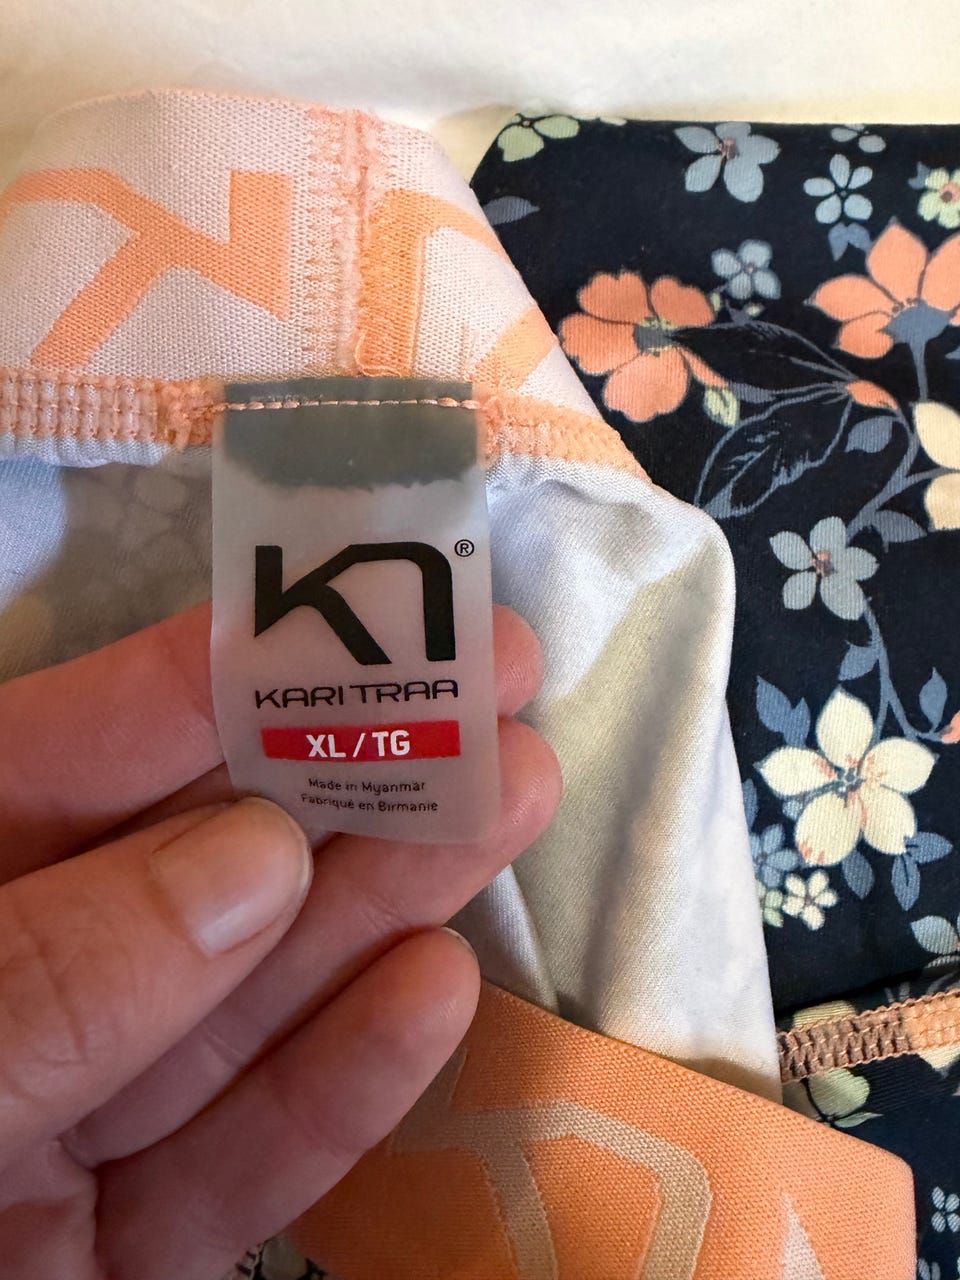 KARI TRAA
®
XL / TG
Made in Myanmar
Fabriqué en Birmanie